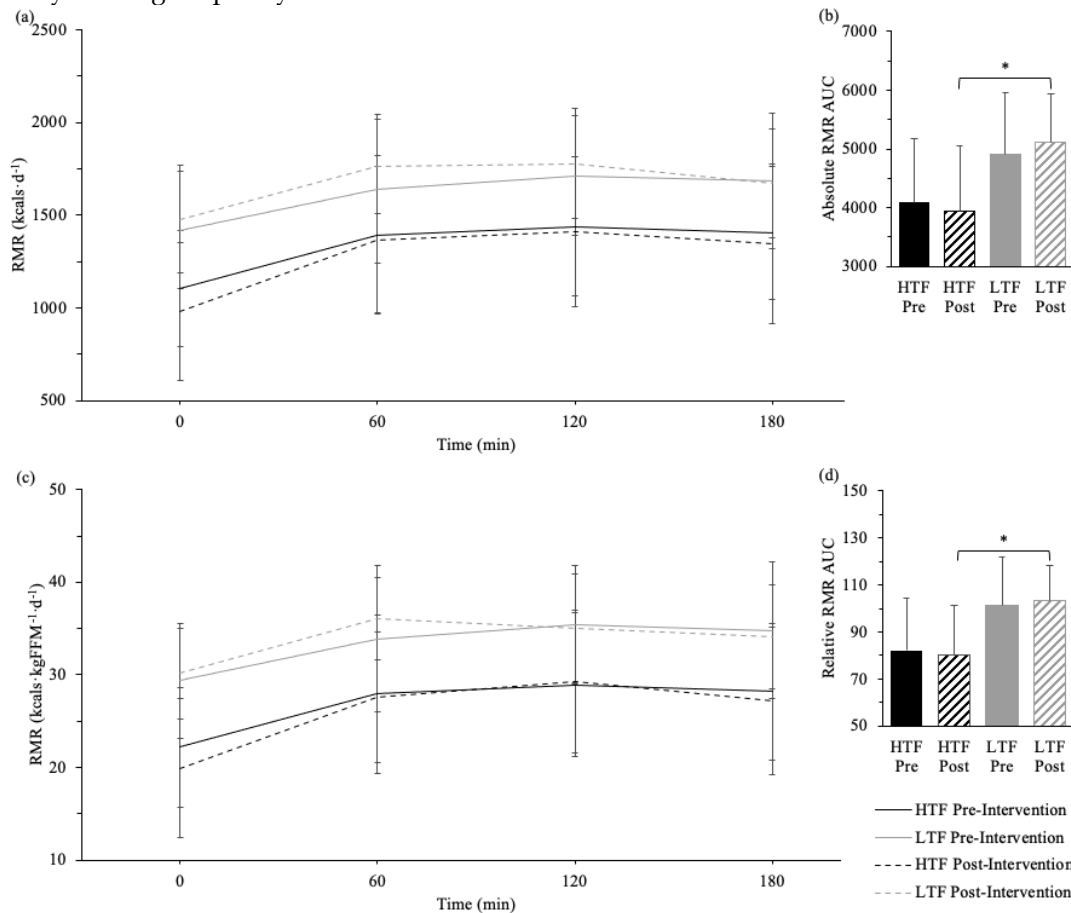 (a)
2500
2000
1500
1000
500
RMR (kcals·d⁻¹)
0 60 120 180
Time (min)
(b)
7000
6000
5000
4000
3000
Absolute RMR AUC
*
HTF HTF LTF LTF
Pre Post Pre Post
(c)
50
40
30
20
10
RMR (kcals·kgFFM⁻¹·d⁻¹)
0 60 120 180
Time (min)
(d)
150
130
110
90
70
50
Relative RMR AUC
*
HTF HTF LTF LTF
Pre Post Pre Post
HTF Pre-Intervention
LTF Pre-Intervention
HTF Post-Intervention
LTF Post-Intervention